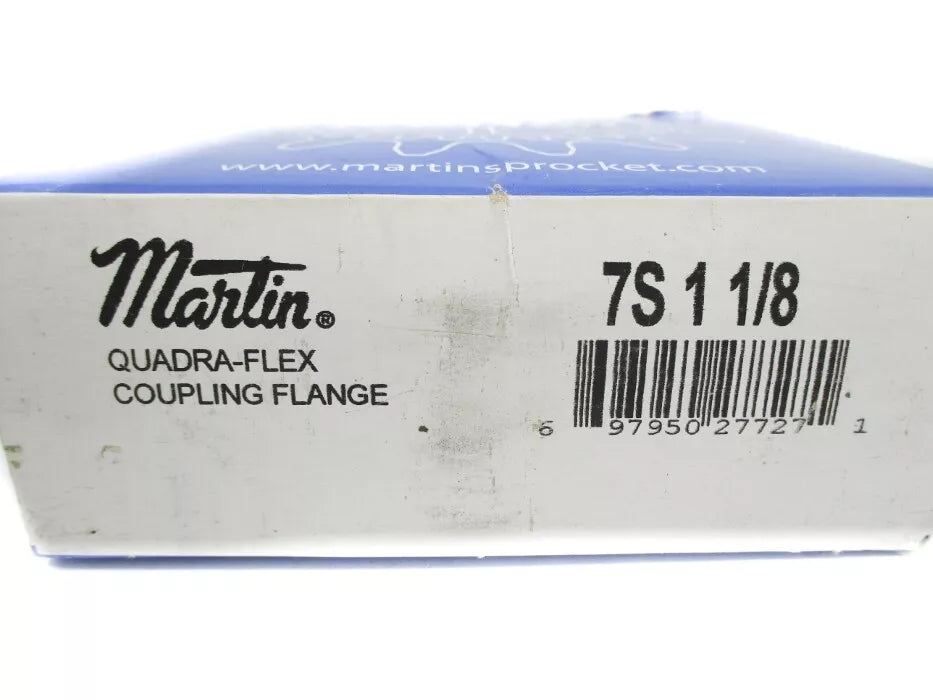 www.martinsprocket.com
Martin®
QUADRA-FLEX
COUPLING FLANGE
7S 1 1/8
6 97950 27727 1